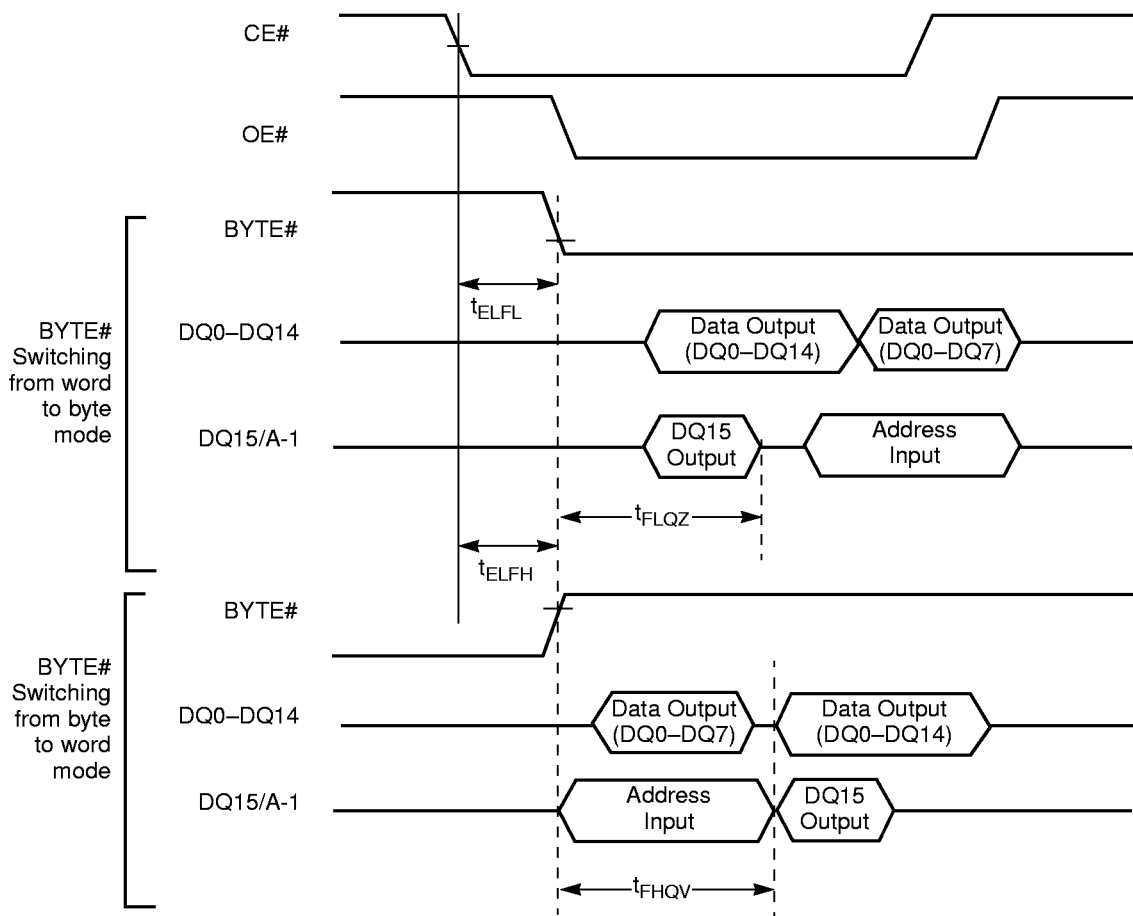 CE#
OE#
BYTE#
tELFL
BYTE#
Switching
from word
to byte
mode
DQ0–DQ14
Data Output
(DQ0–DQ14)
Data Output
(DQ0–DQ7)
DQ15/A-1
DQ15
Output
Address
Input
tFLQZ
tELFH
BYTE#
BYTE#
Switching
from byte
to word
mode
DQ0–DQ14
Data Output
(DQ0–DQ7)
Data Output
(DQ0–DQ14)
DQ15/A-1
Address
Input
DQ15
Output
tFHQV